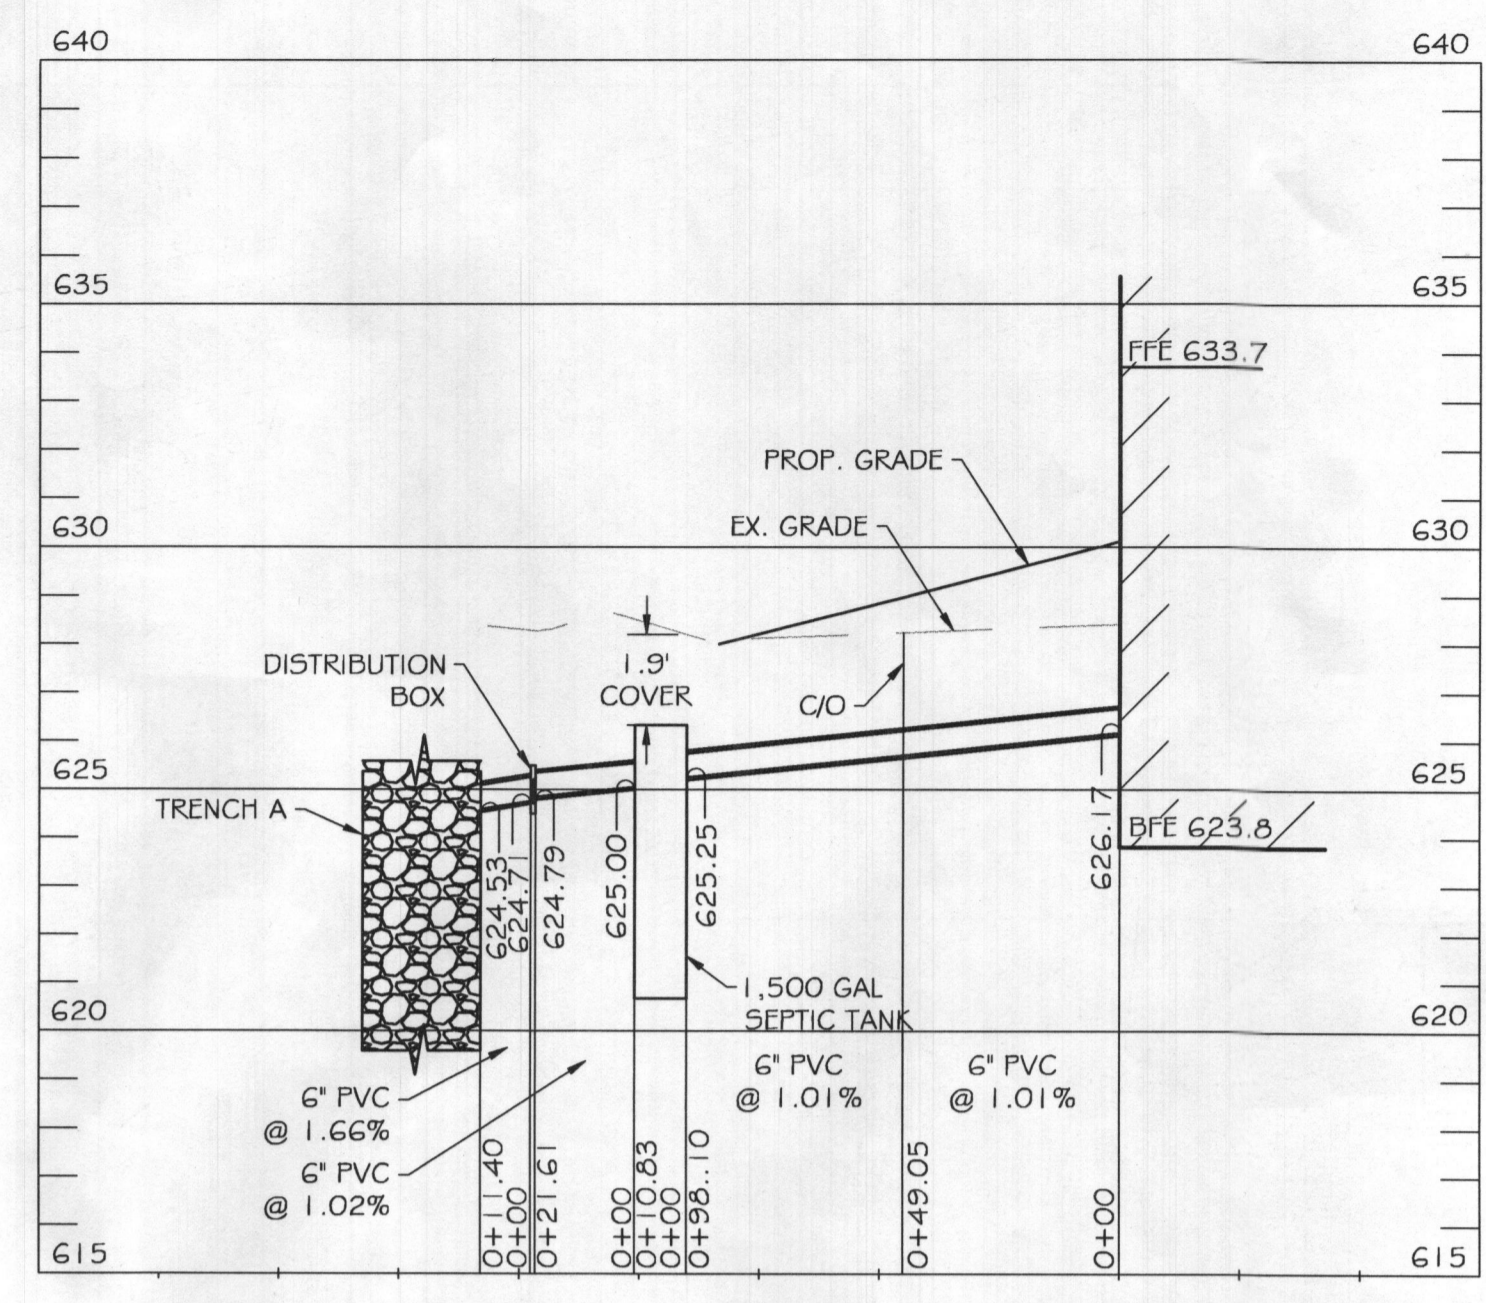 640
640
635
635
FFE 633.7
PROP. GRADE
EX. GRADE
630
630
DISTRIBUTION
BOX
1.9'
COVER
C/O
625
625
TRENCH A
BFE 623.8
624.53
624.71
624.79
625.00
625.25
626.17
1,500 GAL
SEPTIC TANK
620
620
6" PVC
@ 1.01%
6" PVC
@ 1.01%
6" PVC
@ 1.66%
6" PVC
@ 1.02%
0+11.40
0+00
0+21.61
0+00
0+10.83
0+00
0+98.10
0+49.05
0+00
615
615